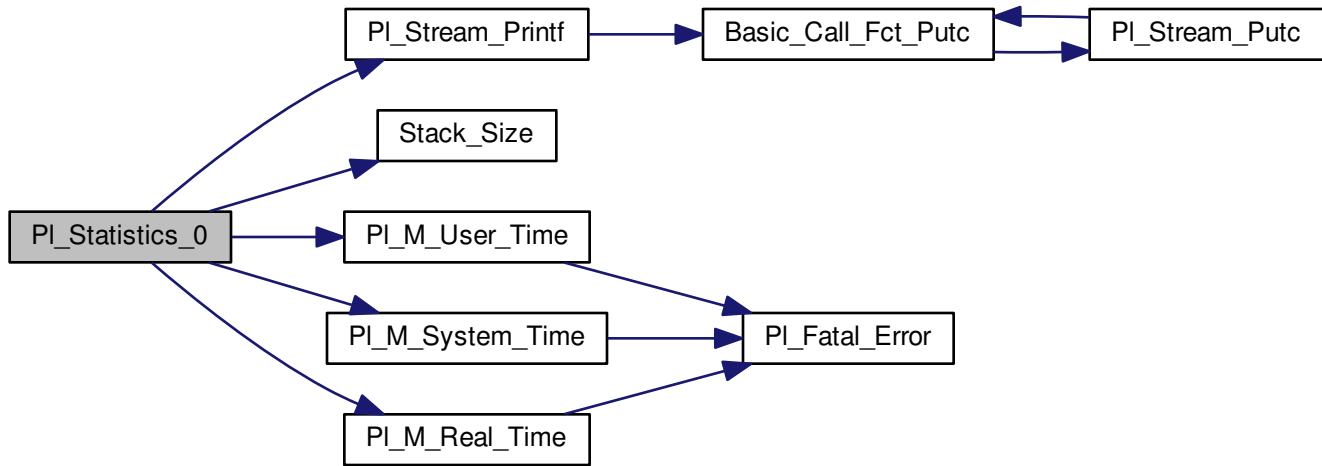 Pl_Stream_Printf
Basic_Call_Fct_Putc
Pl_Stream_Putc
Stack_Size
Pl_Statistics_0
Pl_M_User_Time
Pl_M_System_Time
Pl_Fatal_Error
Pl_M_Real_Time